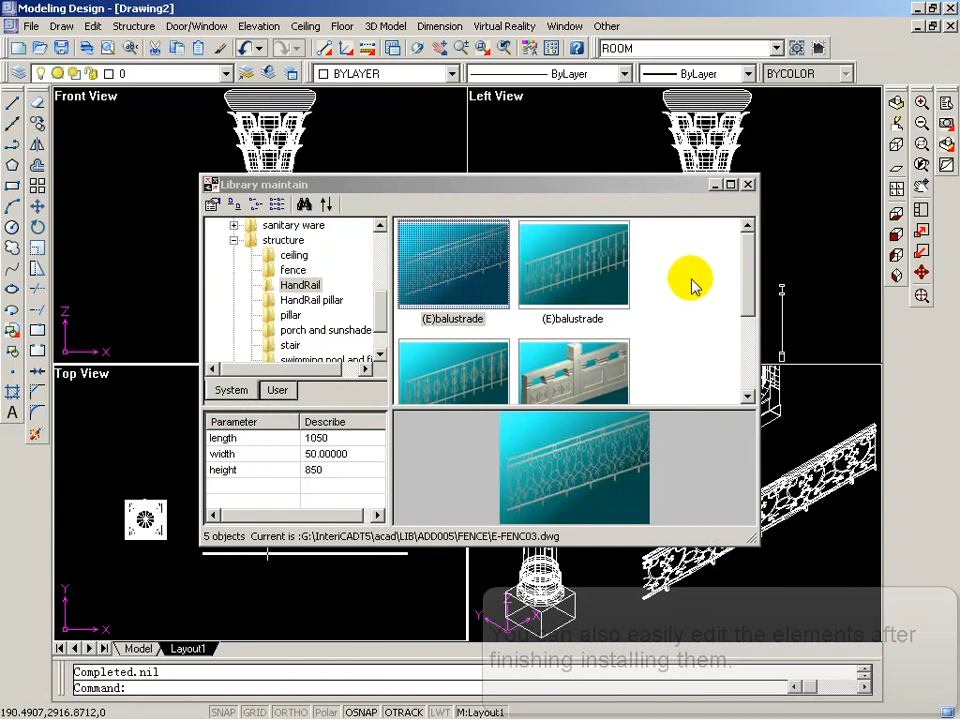 Modeling Design - [Drawing2]
File Draw Edit Structure Door/Window Elevation Ceiling Floor 3D Model Dimension Virtual Reality Window Other
ROOM
0 BYLAYER ByLayer ByLayer BYCOLOR
Front View
Left View
Library maintain
sanitary ware
structure
ceiling
fence
HandRail
HandRail pillar
pillar
porch and sunshade
stair
swimming pool and fi
(E)balustrade (E)balustrade
System User
Parameter Describe
length 1050
width 50.00000
height 850
5 objects Current is :G:\InteriCADT5\acad\LIB\ADD005\FENCE\E-FENC03.dwg
Z
X
Top View
Y
X
Z
Y
X
You can also easily edit the elements after
finishing installing them.
Model Layout1
Completed.nil
Command:
190.4907,2916.8712,0 SNAP GRID ORTHO Polar OSNAP OTRACK LWT M:Layout1